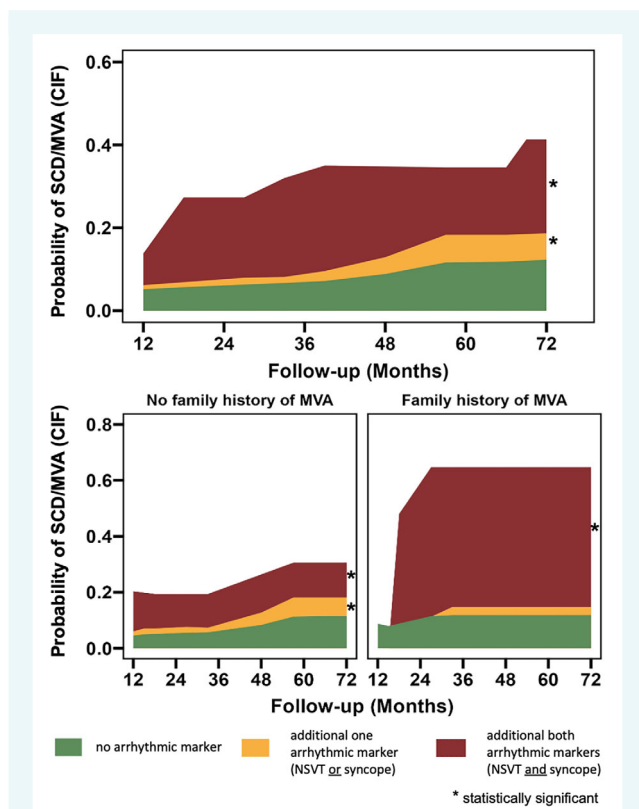 Probability of SCD/MVA (CIF)
0.6
0.4
0.2
0.0
*
*
12 24 36 48 60 72
Follow-up (Months)
No family history of MVA
Family history of MVA
Probability of SCD/MVA (CIF)
0.8
0.6
0.4
0.2
0.0
*
*
*
12 24 36 48 60 72
12 24 36 48 60 72
Follow-up (Months)
no arrhythmic marker
additional one
arrhythmic marker
(NSVT or syncope)
additional both
arrhythmic markers
(NSVT and syncope)
* statistically significant